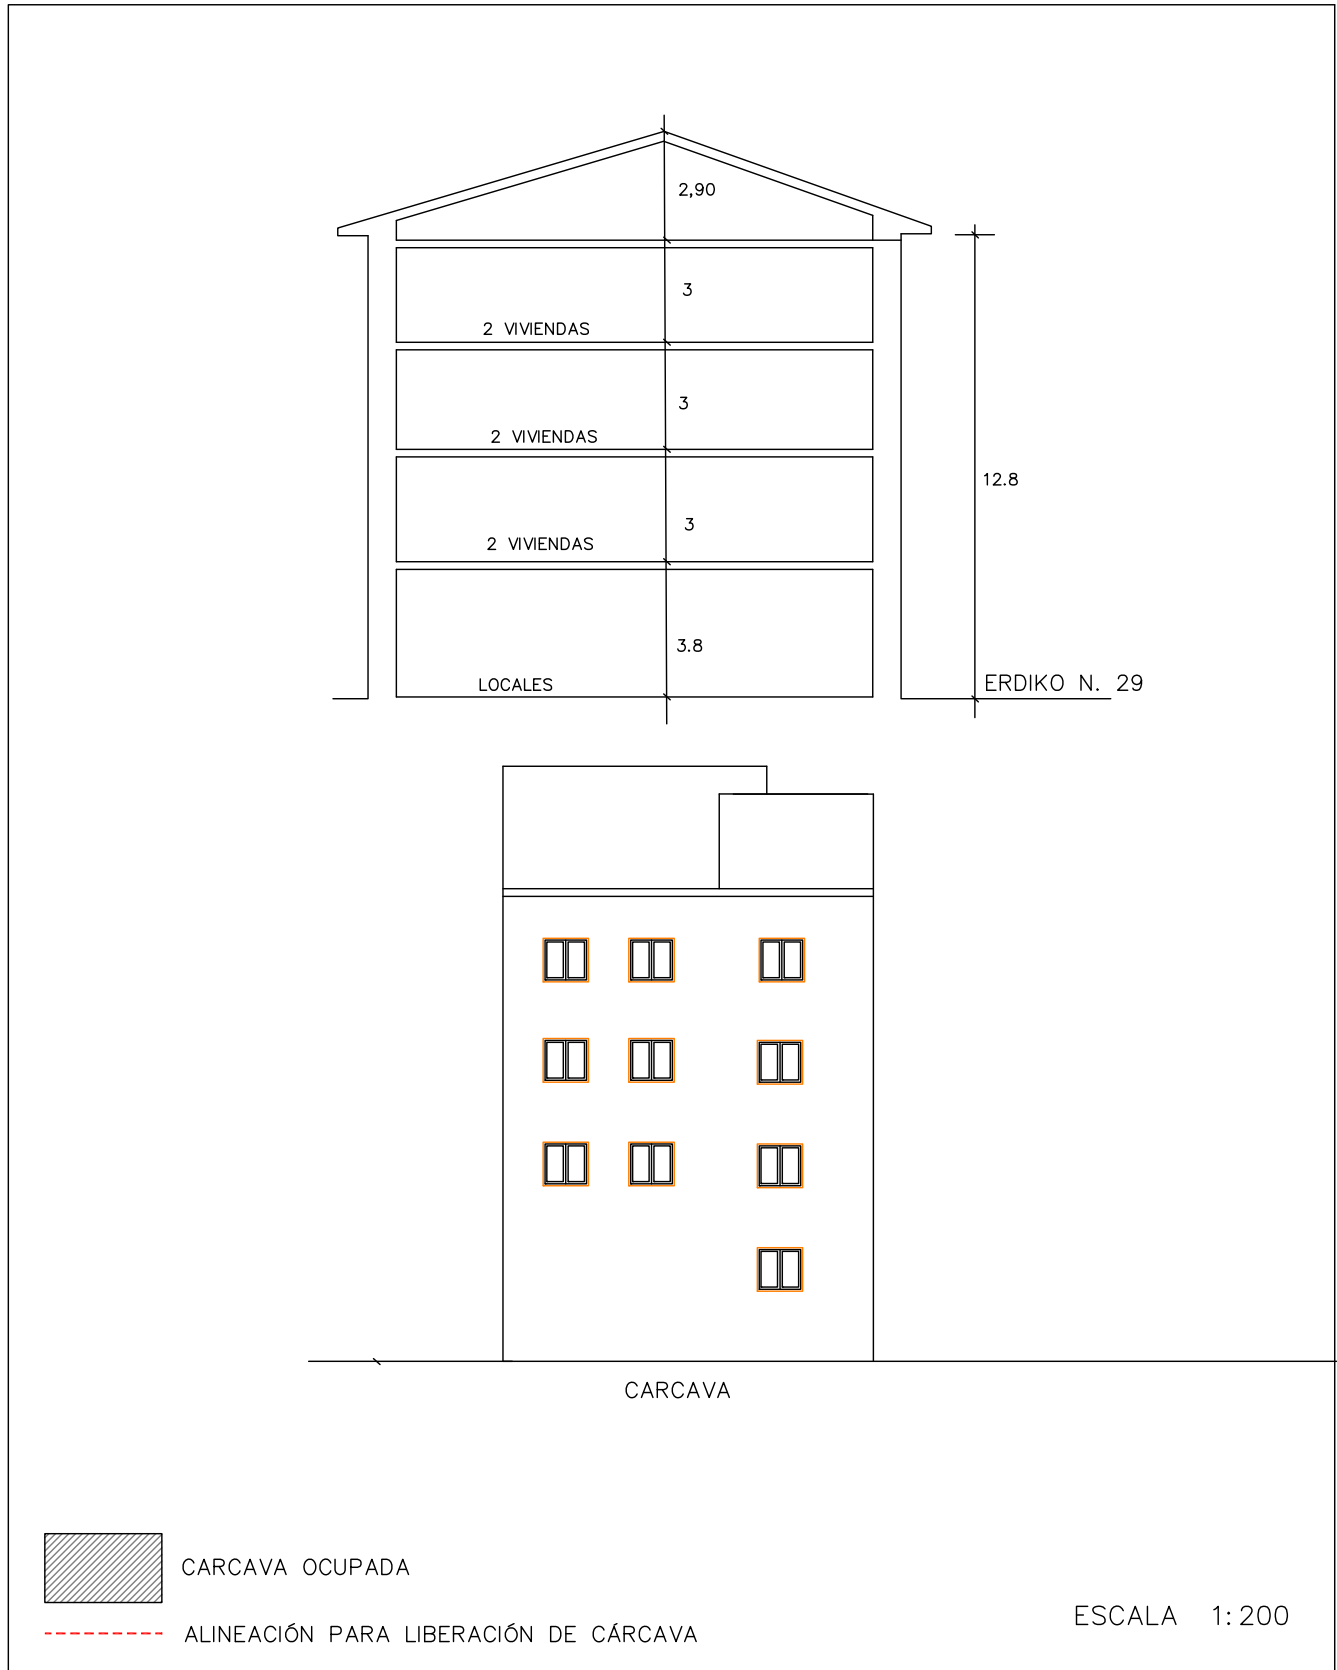 2,90
3
2 VIVIENDAS
3
2 VIVIENDAS
12.8
3
2 VIVIENDAS
3.8
LOCALES
ERDIKO N. 29
CARCAVA
CARCAVA OCUPADA
ESCALA 1:200
ALINEACIÓN PARA LIBERACIÓN DE CÁRCAVA